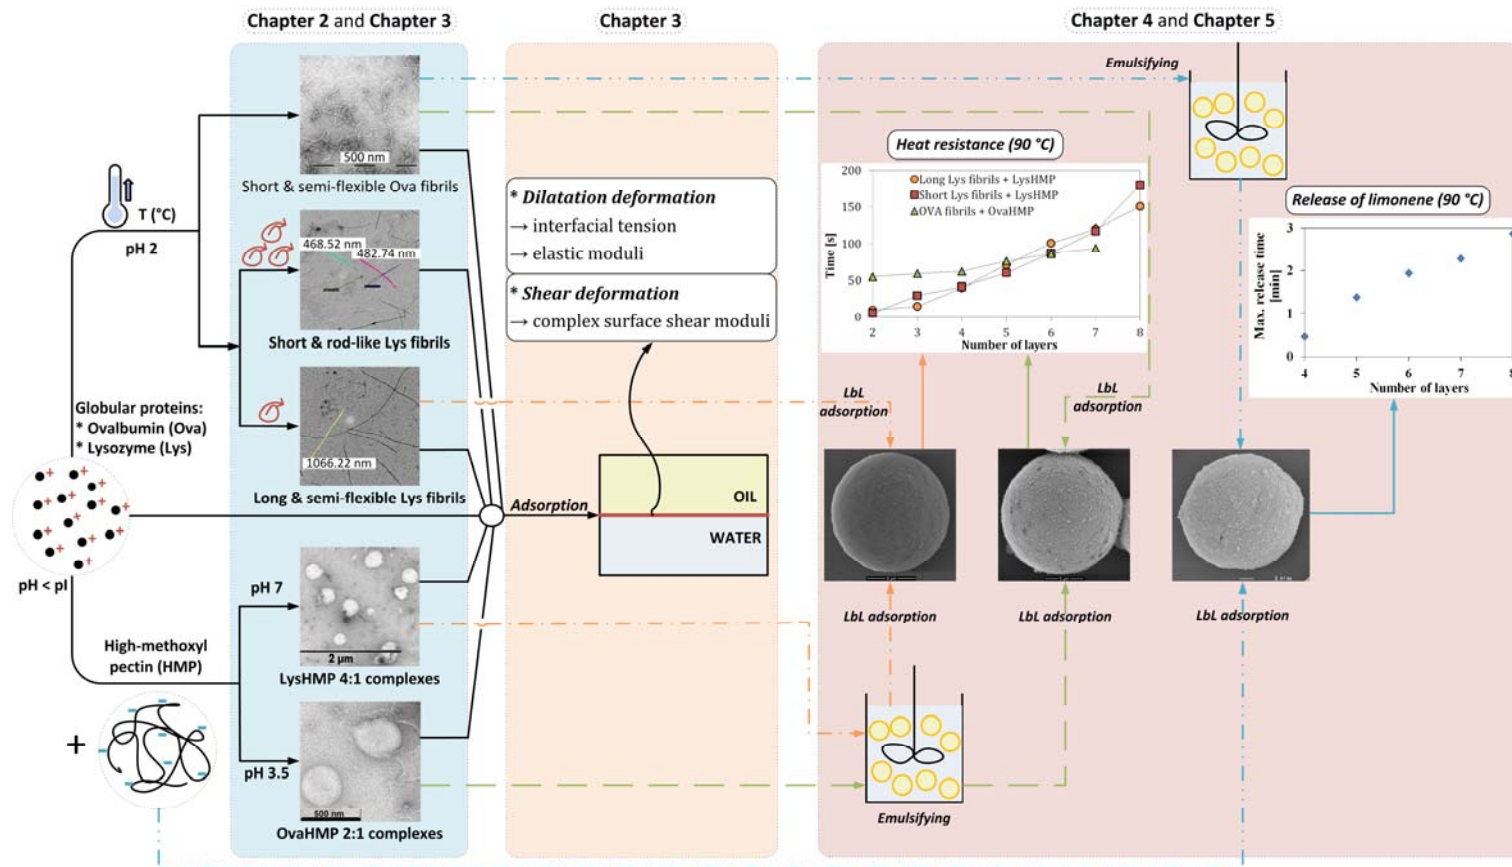 Chapter 2 and Chapter 3
Chapter 3
Chapter 4 and Chapter 5
T (°C)
pH 2
Globular proteins:
* Ovalbumin (Ova)
* Lysozyme (Lys)
pH < pI
High-methoxyl
pectin (HMP)
+
500 nm
Short & semi-flexible Ova fibrils
468.52 nm
482.74 nm
Short & rod-like Lys fibrils
1066.22 nm
Long & semi-flexible Lys fibrils
pH 7
2 µm
LysHMP 4:1 complexes
pH 3.5
500 nm
OvaHMP 2:1 complexes
* Dilatation deformation
→ interfacial tension
→ elastic moduli
* Shear deformation
→ complex surface shear moduli
Adsorption
OIL
WATER
Emulsifying
Heat resistance (90 °C)
Long Lys fibrils + LysHMP
Short Lys fibrils + LysHMP
OVA fibrils + OvaHMP
Time [s]
200
150
100
50
0
2 3 4 5 6 7 8
Number of layers
Release of limonene (90 °C)
Max. release time
[min]
3
2
1
0
4 5 6 7 8
Number of layers
LbL
adsorption
LbL
adsorption
LbL adsorption
LbL adsorption
LbL adsorption
Emulsifying